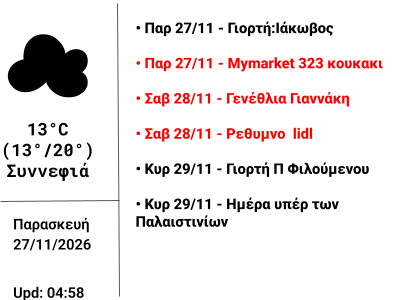 13°C
(13°/20°)
Συννεφιά
Παρασκευή
27/11/2026
Upd: 04:58
• Παρ 27/11 - Γιορτή:Ιάκωβος
• Παρ 27/11 - Mymarket 323 κουκακι
• Σαβ 28/11 - Γενέθλια Γιαννάκη
• Σαβ 28/11 - Ρεθυμνο  lidl
• Κυρ 29/11 - Γιορτή Π Φιλούμενου
• Κυρ 29/11 - Ημέρα υπέρ των
Παλαιστινίων